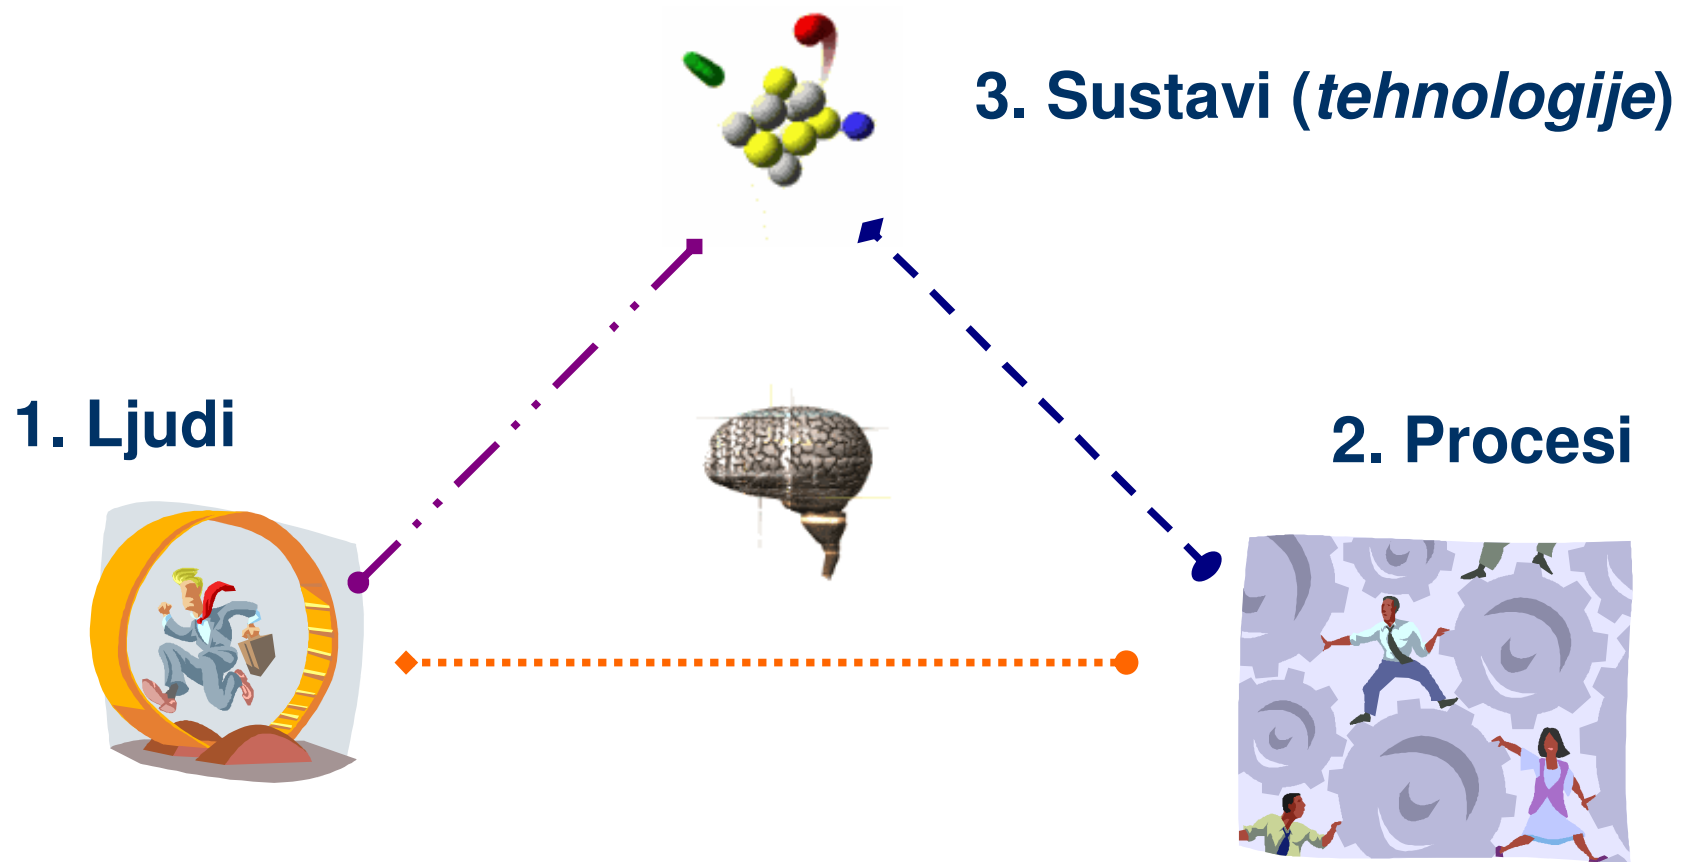 3. Sustavi (tehnologije)
1. Ljudi
2. Procesi